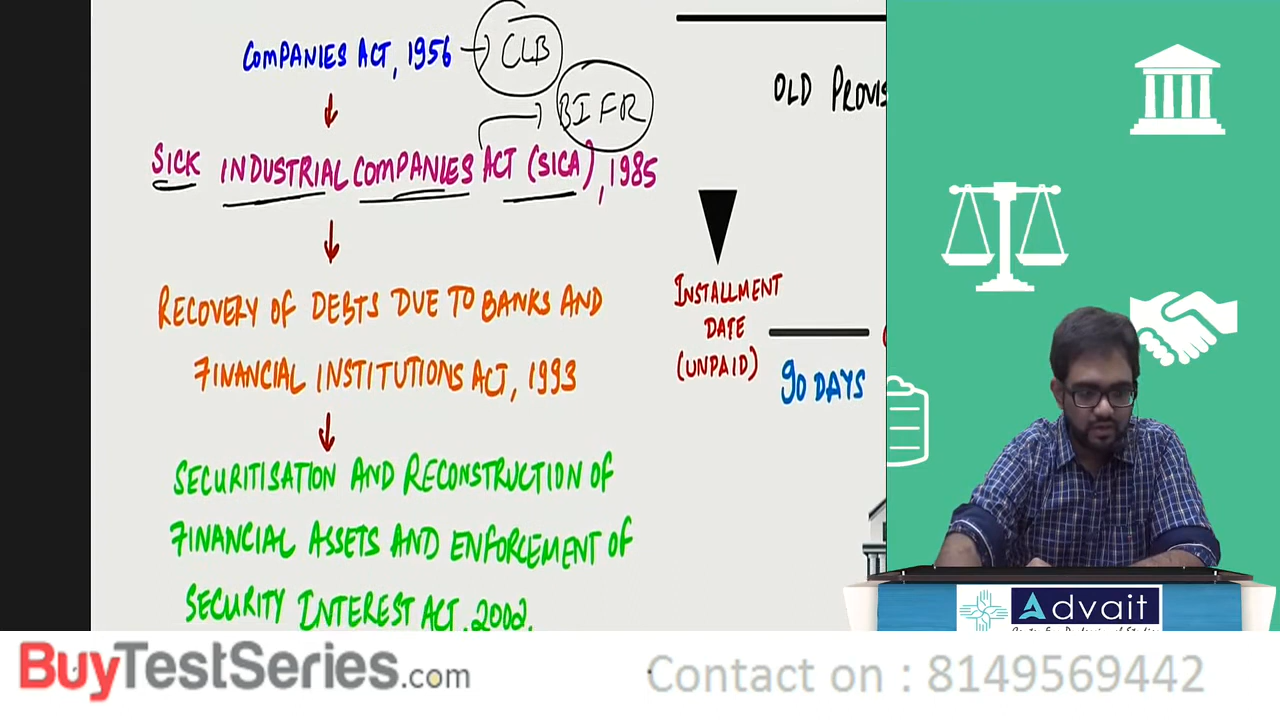 COMPANIES ACT, 1956 → CLB
BIFR
SICK INDUSTRIAL COMPANIES ACT (SICA), 1985
RECOVERY OF DEBTS DUE TO BANKS AND
FINANCIAL INSTITUTIONS ACT, 1993
SECURITISATION AND RECONSTRUCTION OF
FINANCIAL ASSETS AND ENFORCEMENT OF
SECURITY INTEREST ACT, 2002.
OLD PROVIS
INSTALLMENT
DATE
(UNPAID)
90 DAYS
Advait
BuyTestSeries.com
Contact on : 8149569442